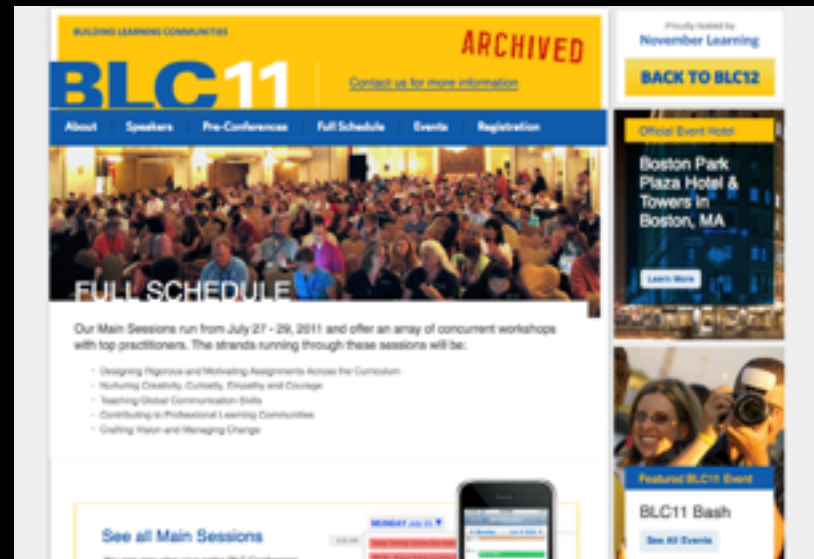 BUILDING LEARNING COMMUNITIES
ARCHIVED
BLC11
Contact us for more information
About Speakers Pre-Conferences Full Schedule Events Registration
FULL SCHEDULE
Our Main Sessions run from July 27 - 29, 2011 and offer an array of concurrent workshops
with top practitioners. The strands running through these sessions will be:
Designing Rigorous and Motivating Assignments Across the Curriculum
Nurturing Creativity, Curiosity, Empathy and Courage
Teaching Global Communication Skills
Contributing to Professional Learning Communities
Crafting Vision and Managing Change
See all Main Sessions
MONDAY July 25
Proudly hosted by
November Learning
BACK TO BLC12
Official Event Hotel
Boston Park
Plaza Hotel &
Towers in
Boston, MA
Learn More
Featured BLC11 Event
BLC11 Bash
See All Events